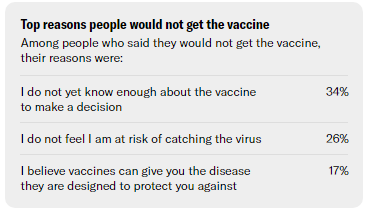 Top reasons people would not get the vaccine
Among people who said they would not get the vaccine,
their reasons were:
I do not yet know enough about the vaccine
to make a decision
34%
I do not feel I am at risk of catching the virus
26%
I believe vaccines can give you the disease
they are designed to protect you against
17%